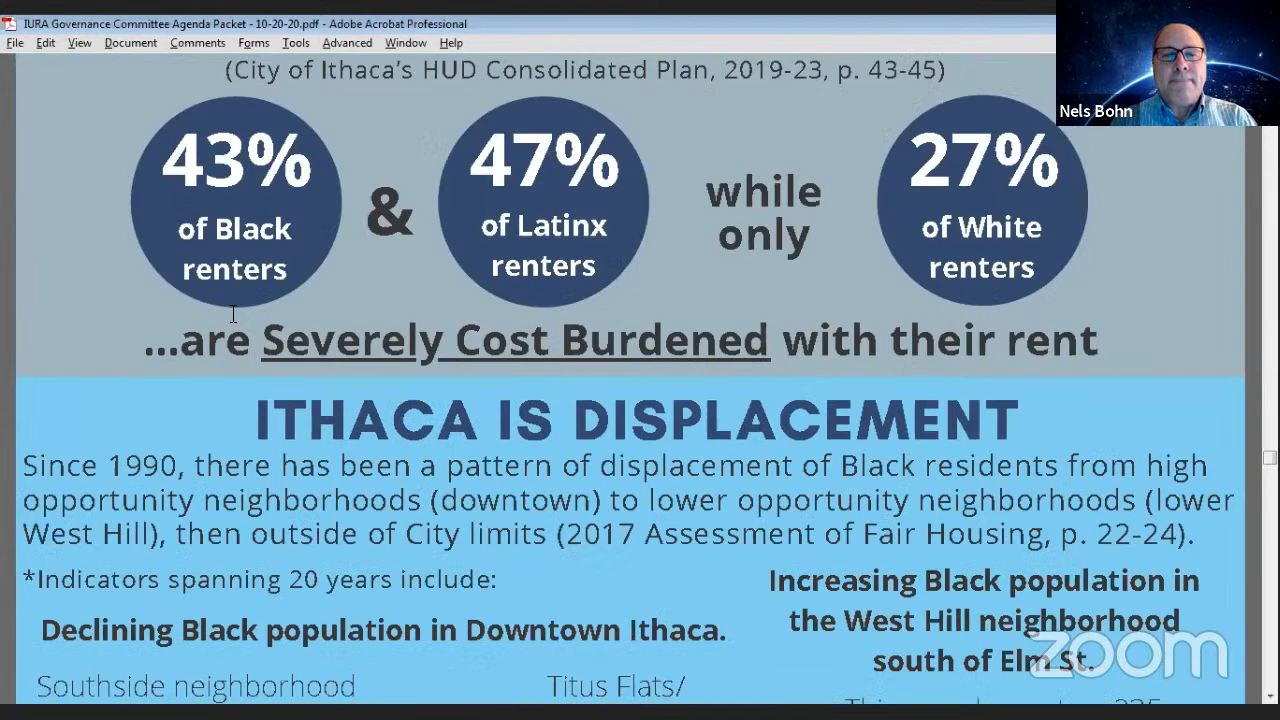 IURA Governance Committee Agenda Packet - 10-20-20.pdf - Adobe Acrobat Professional
File Edit View Document Comments Forms Tools Advanced Window Help
Nels Bohn
(City of Ithaca's HUD Consolidated Plan, 2019-23, p. 43-45)
43%
of Black
renters
&
47%
of Latinx
renters
while
only
27%
of White
renters
...are Severely Cost Burdened with their rent
ITHACA IS DISPLACEMENT
Since 1990, there has been a pattern of displacement of Black residents from high
opportunity neighborhoods (downtown) to lower opportunity neighborhoods (lower
West Hill), then outside of City limits (2017 Assessment of Fair Housing, p. 22-24).
*Indicators spanning 20 years include:
Declining Black population in Downtown Ithaca.
Increasing Black population in
the West Hill neighborhood
south of Elm St.
Southside neighborhood
Titus Flats/
zoom